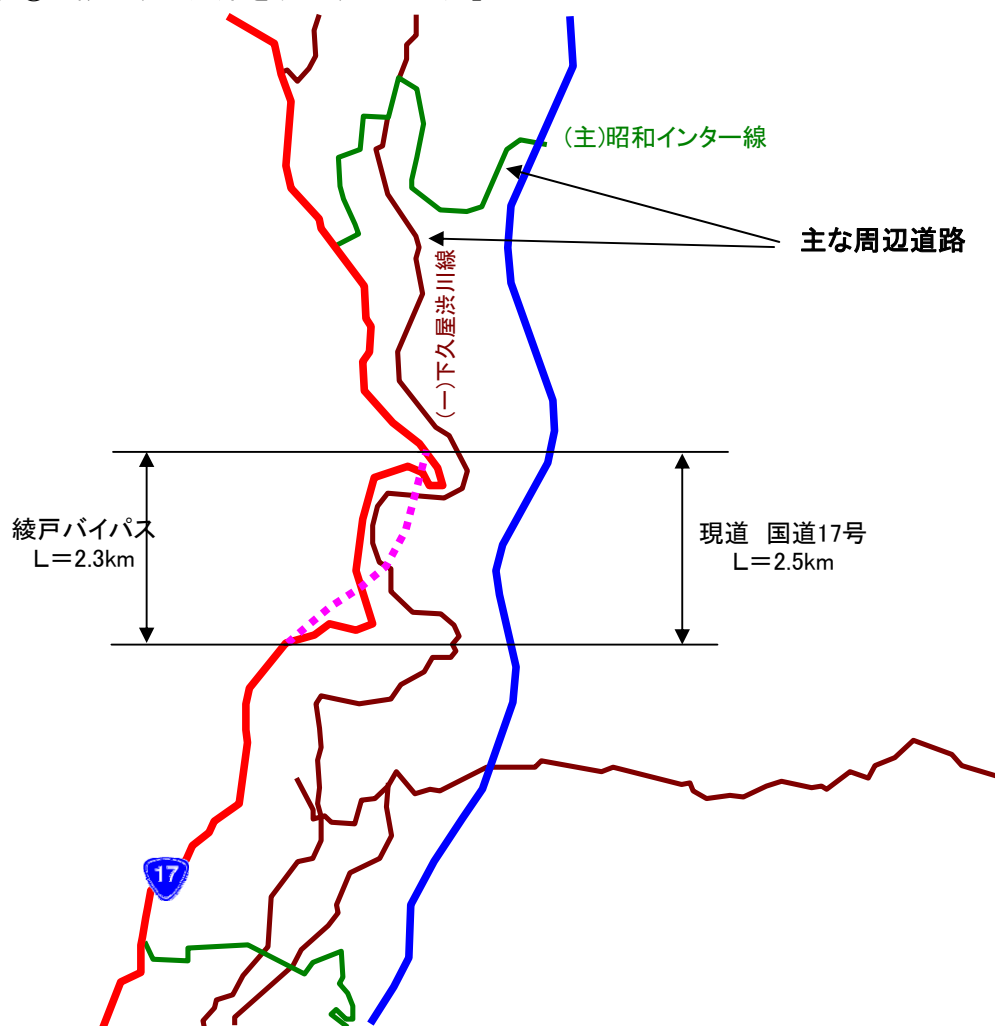 (主)昭和インター線
主な周辺道路
(一)下久屋渋川線
綾戸バイパス
L=2.3km
現道 国道17号
L=2.5km
17